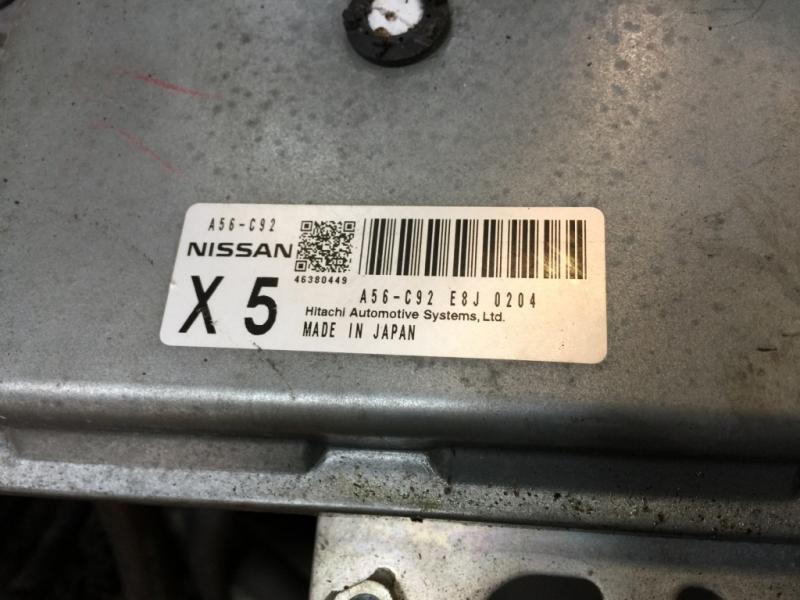 A56-C92
NISSAN
46380449
X 5
A56-C92 E8J 0204
Hitachi Automotive Systems, Ltd.
MADE IN JAPAN